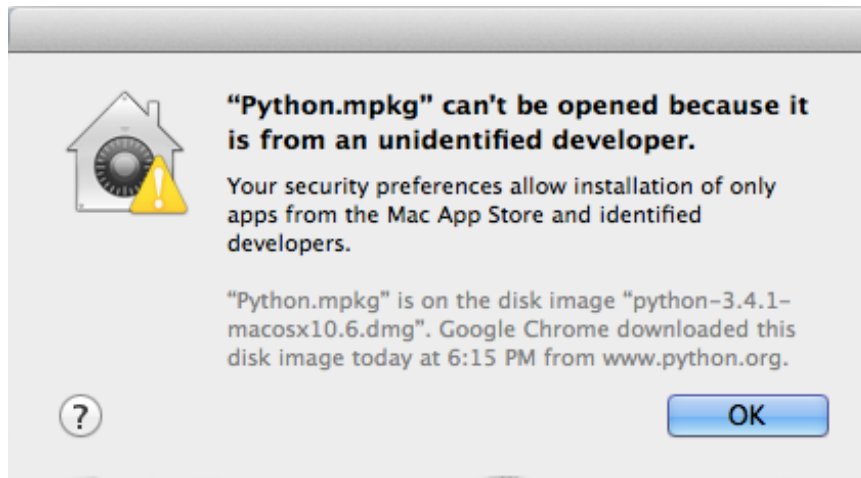 “Python.mpkg” can't be opened because it
is from an unidentified developer.
Your security preferences allow installation of only
apps from the Mac App Store and identified
developers.
“Python.mpkg” is on the disk image “python-3.4.1-
macosx10.6.dmg”. Google Chrome downloaded this
disk image today at 6:15 PM from www.python.org.
?
OK